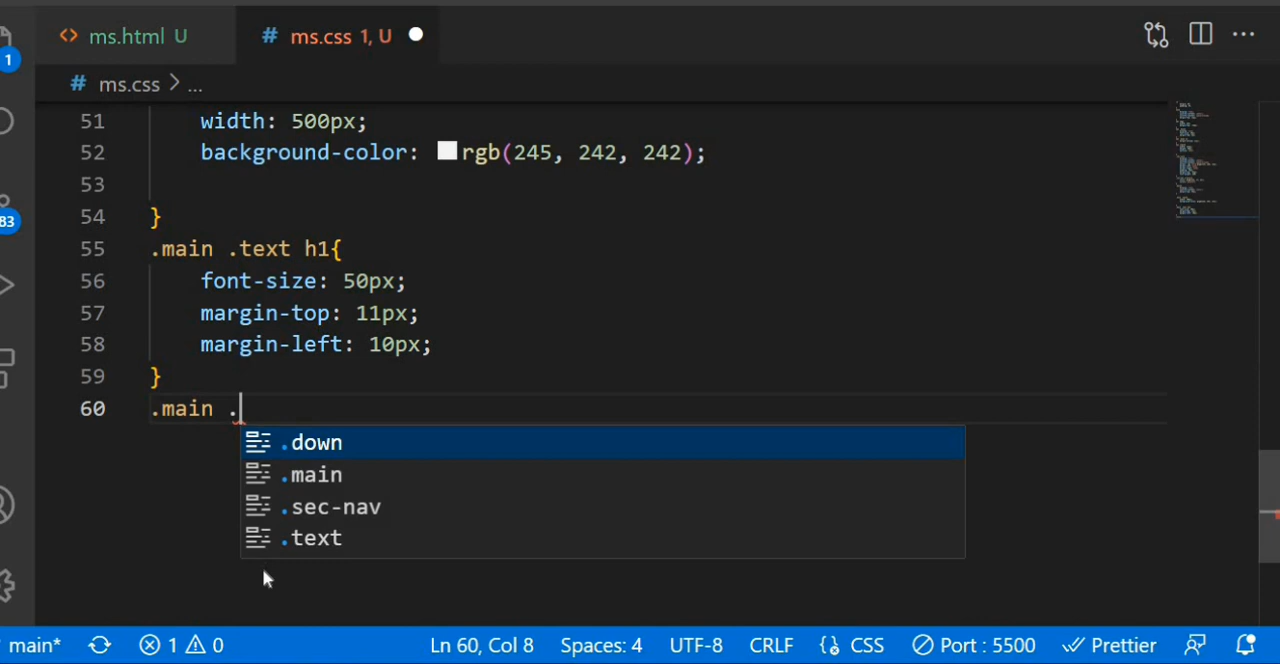 ms.html U
# ms.css 1, U
# ms.css > ...
1
51 width: 500px;
52 background-color: rgb(245, 242, 242);
53
54 }
55 .main .text h1{
56 font-size: 50px;
57 margin-top: 11px;
58 margin-left: 10px;
59 }
60 .main .
83
.down
.main
.sec-nav
.text
main* 1 0 Ln 60, Col 8 Spaces: 4 UTF-8 CRLF CSS Port : 5500 Prettier